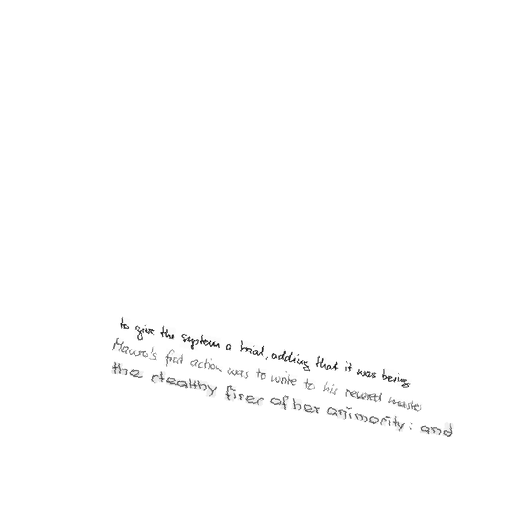 to give the system a trial, adding that it was being
Mauro's first action was to write to his revered master
the stealthy fires of her animosity: and